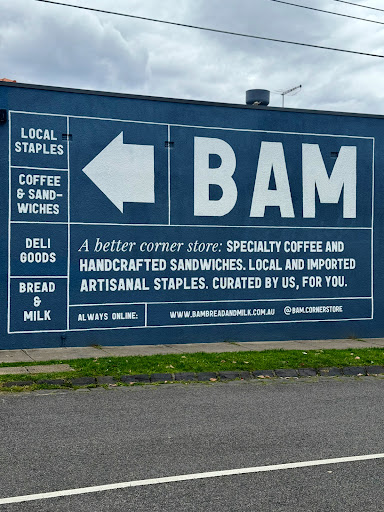 LOCAL
STAPLES
COFFEE
& SAND-
WICHES
DELI
GOODS
BREAD
&
MILK
BAM
A better corner store: SPECIALTY COFFEE AND
HANDCRAFTED SANDWICHES. LOCAL AND IMPORTED
ARTISANAL STAPLES. CURATED BY US, FOR YOU.
ALWAYS ONLINE:
WWW.BAMBREADANDMILK.COM.AU @BAM.CORNERSTORE